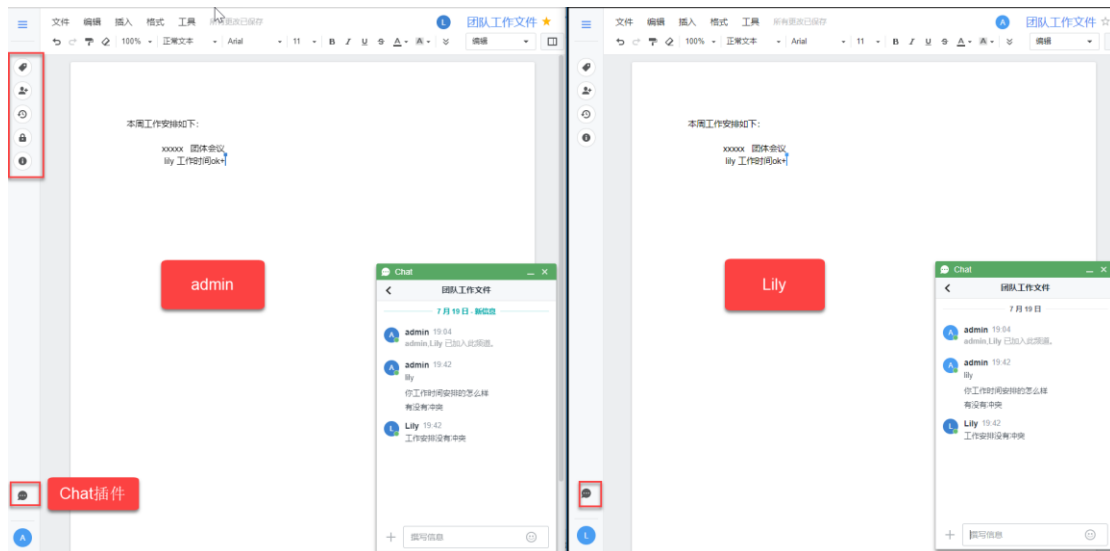 文件 编辑 插入 格式 工具 所有更改已保存 L 团队工作文件
100% 正常文本 Arial 11 B I U S A A 编辑
本周工作安排如下：
xxxxx 团体会议
lily 工作时间ok+
admin
Chat
团队工作文件
7 月 19 日 - 新信息
A admin 19:04
admin,Lily 已加入此频道。
A admin 19:42
lily
你工作时间安排的怎么样
有没有冲突
L Lily 19:42
工作安排没有冲突
Chat插件
A
撰写信息
文件 编辑 插入 格式 工具 所有更改已保存 A 团队工作文件
100% 正常文本 Arial 11 B I U S A A 编辑
本周工作安排如下：
xxxxx 团体会议
lily 工作时间ok+
Lily
Chat
团队工作文件
7 月 19 日
A admin 19:04
admin,Lily 已加入此频道。
A admin 19:42
lily
你工作时间安排的怎么样
有没有冲突
L Lily 19:42
工作安排没有冲突
L
撰写信息